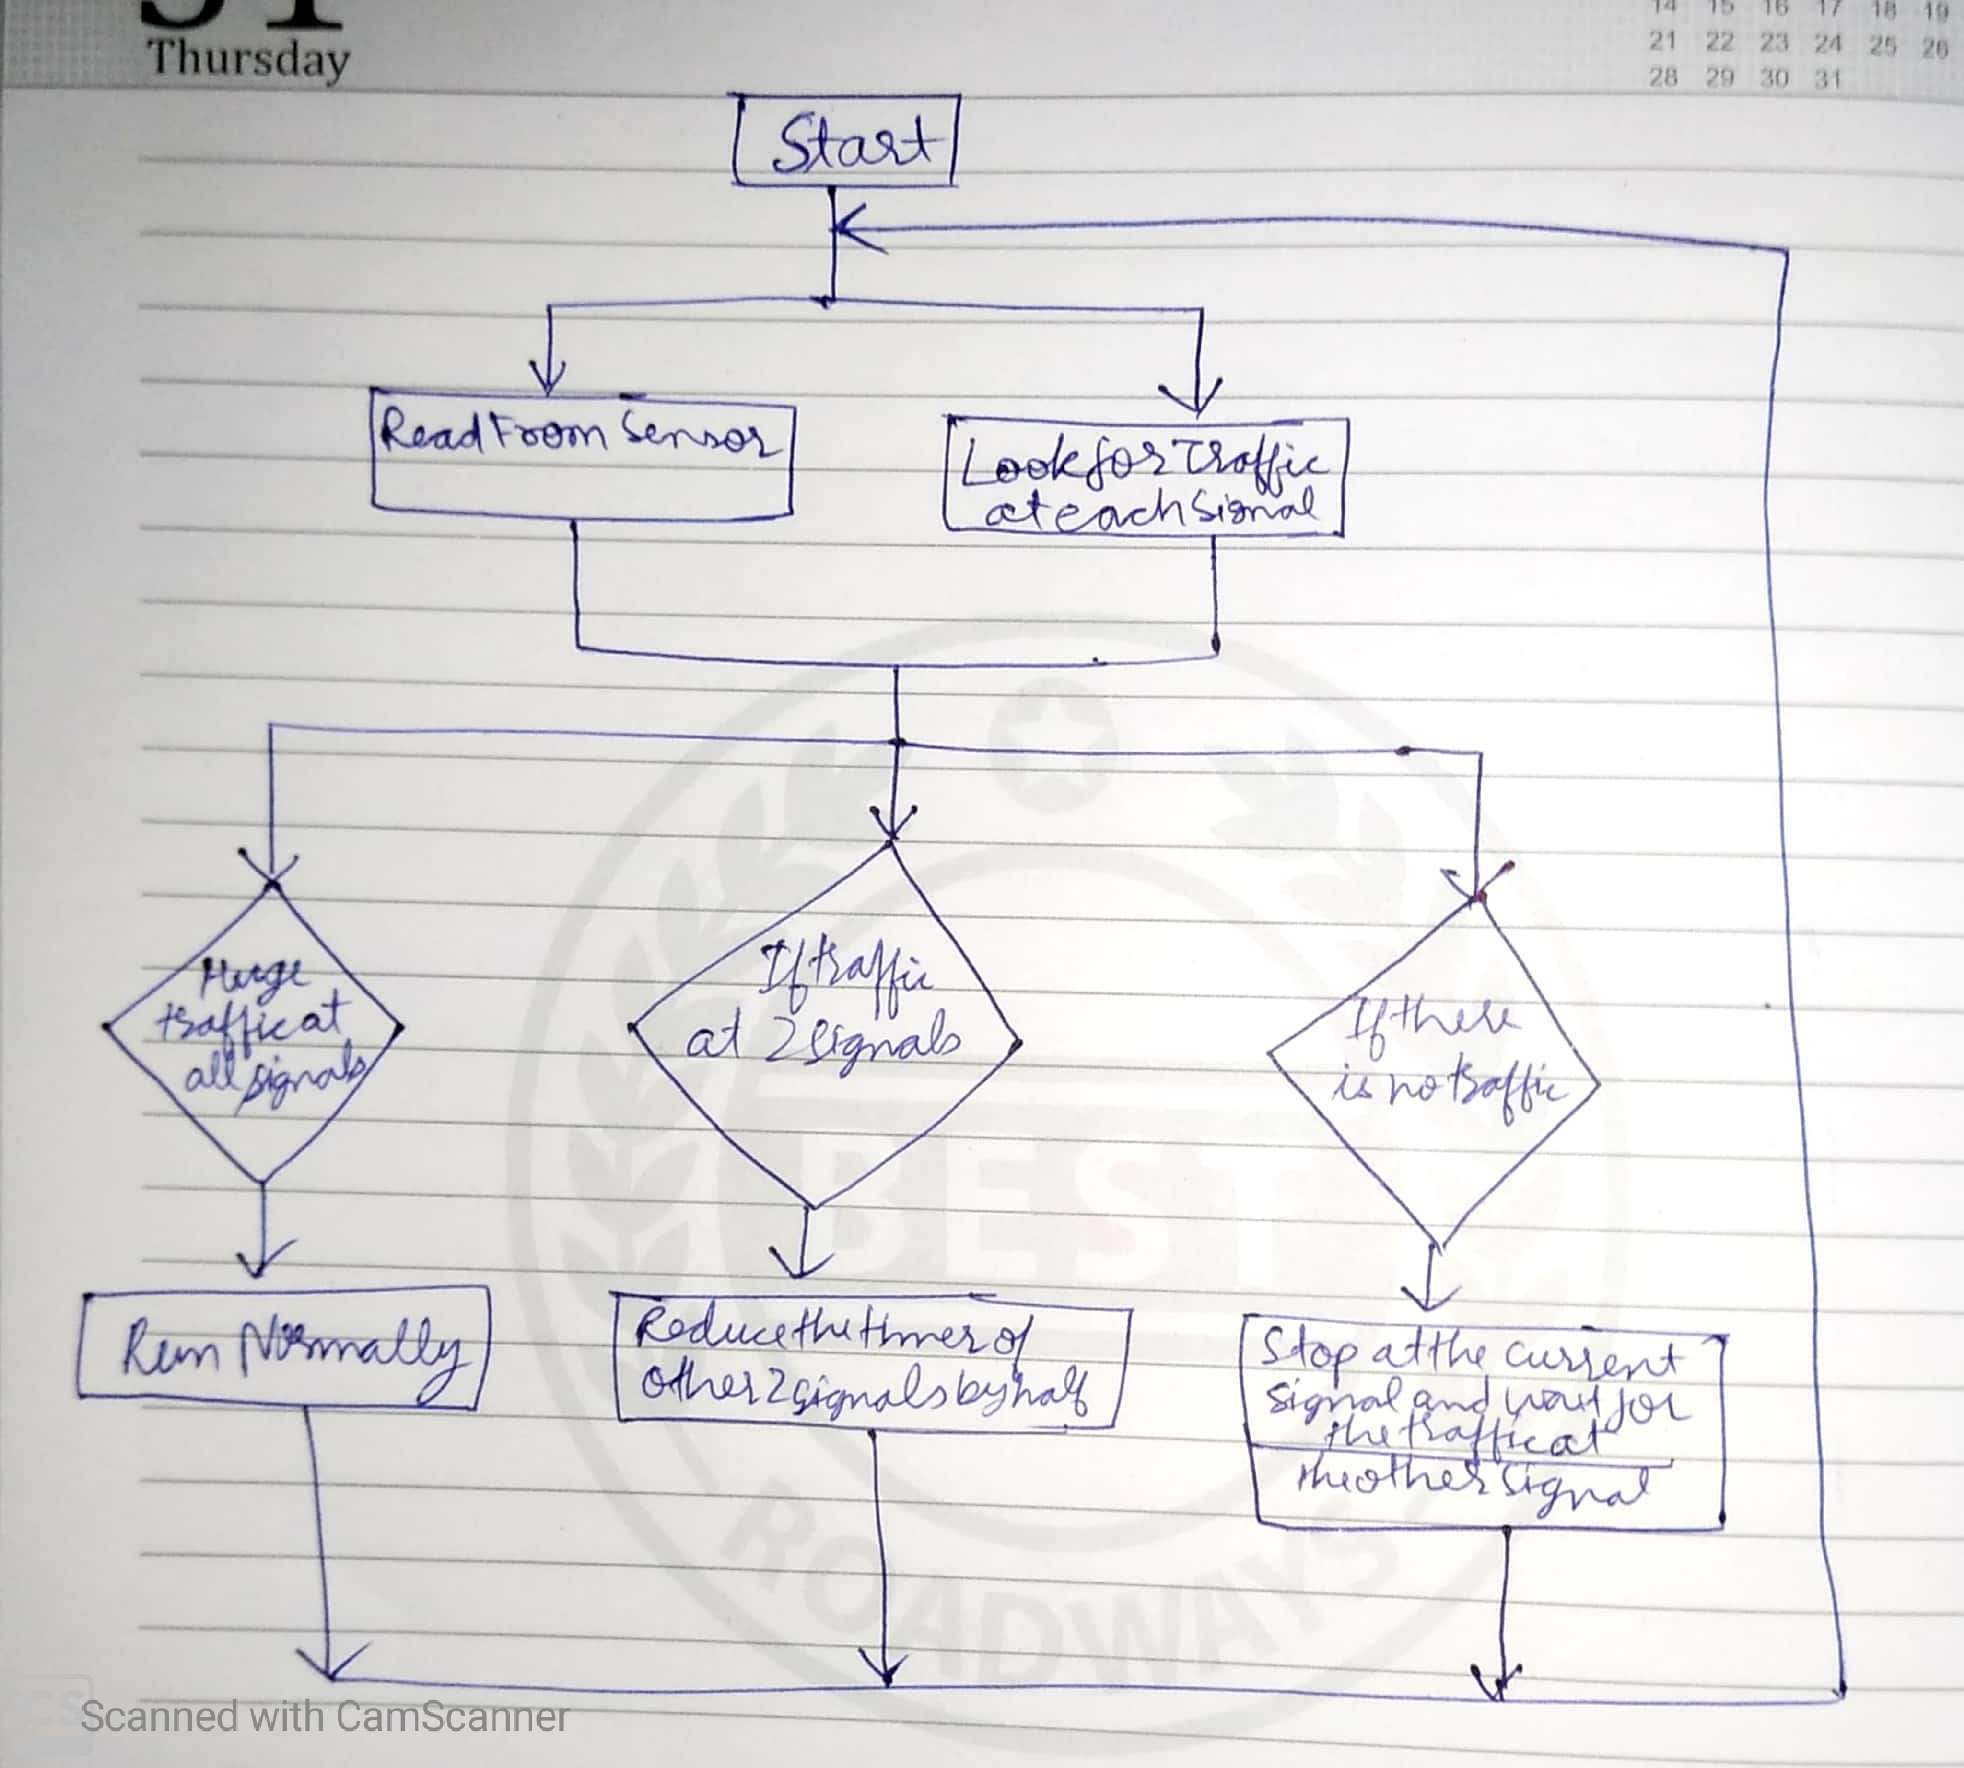 Thursday
14 15 16 17 18 19
21 22 23 24 25 26
28 29 30 31
Start
Read From Sensor
Look for Traffic
at each Signal
Huge
traffic at
all signals
If traffic
at 2 signals
If there
is no traffic
Run Normally
Reduce the timer of
other 2 signals by half
Stop at the current
signal and wait for
the traffic at
the other signal
BEST
ROADWAYS
CS
Scanned with CamScanner